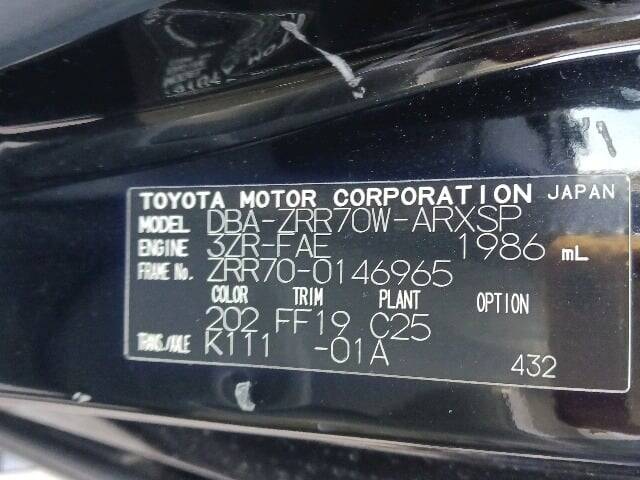 TOYOTA MOTOR CORPORATION JAPAN
MODEL DBA-ZRR70W-ARXSP
ENGINE 3ZR-FAE 1986 mL
FRAME No. ZRR70-0146965
COLOR TRIM PLANT OPTION
202 FF19 C25
TRANS./AXLE K111 -01A
432